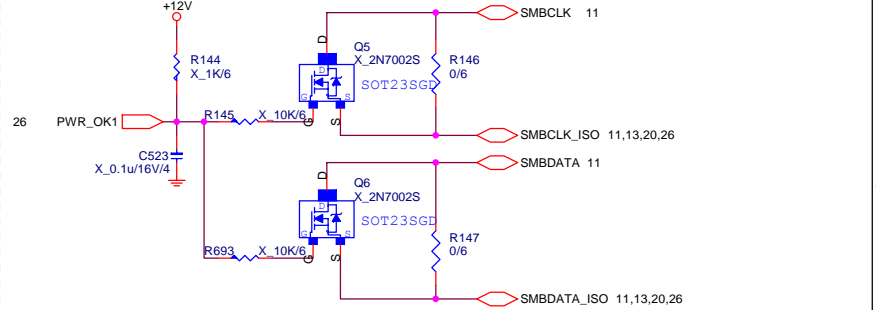 +12V
SMBCLK 11
D
Q5
X_2N7002S
R144
X_1K/6
R146
0/6
D
SOT23SGD
G S
R145 X_10K/6
26 PWR_OK1
G
S
SMBCLK_ISO 11,13,20,26
C523
X_0.1u/16V/4
SMBDATA 11
D
Q6
X_2N7002S
D
SOT23SGD
G S
R147
0/6
R693 X_10K/6
G
S
SMBDATA_ISO 11,13,20,26